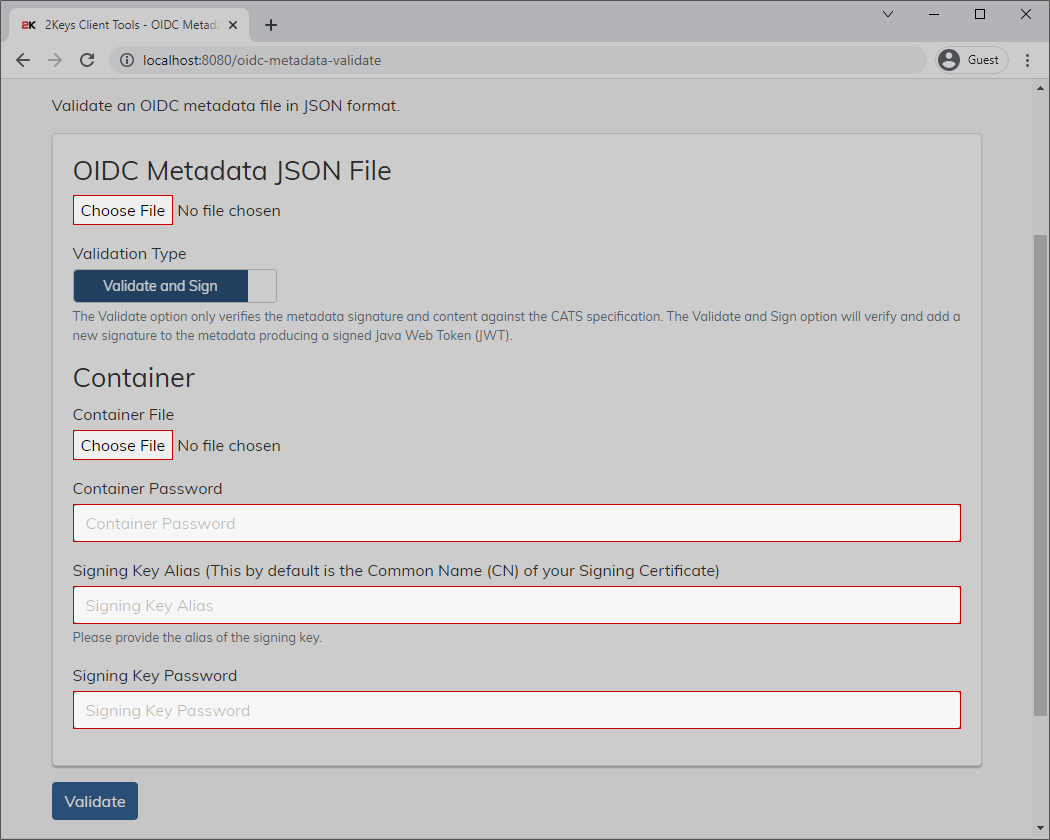 2K 2Keys Client Tools - OIDC Metad
localhost:8080/oidc-metadata-validate
Guest
Validate an OIDC metadata file in JSON format.
OIDC Metadata JSON File
Choose File No file chosen
Validation Type
Validate and Sign
The Validate option only verifies the metadata signature and content against the CATS specification. The Validate and Sign option will verify and add a
new signature to the metadata producing a signed Java Web Token (JWT).
Container
Container File
Choose File No file chosen
Container Password
Container Password
Signing Key Alias (This by default is the Common Name (CN) of your Signing Certificate)
Signing Key Alias
Please provide the alias of the signing key.
Signing Key Password
Signing Key Password
Validate